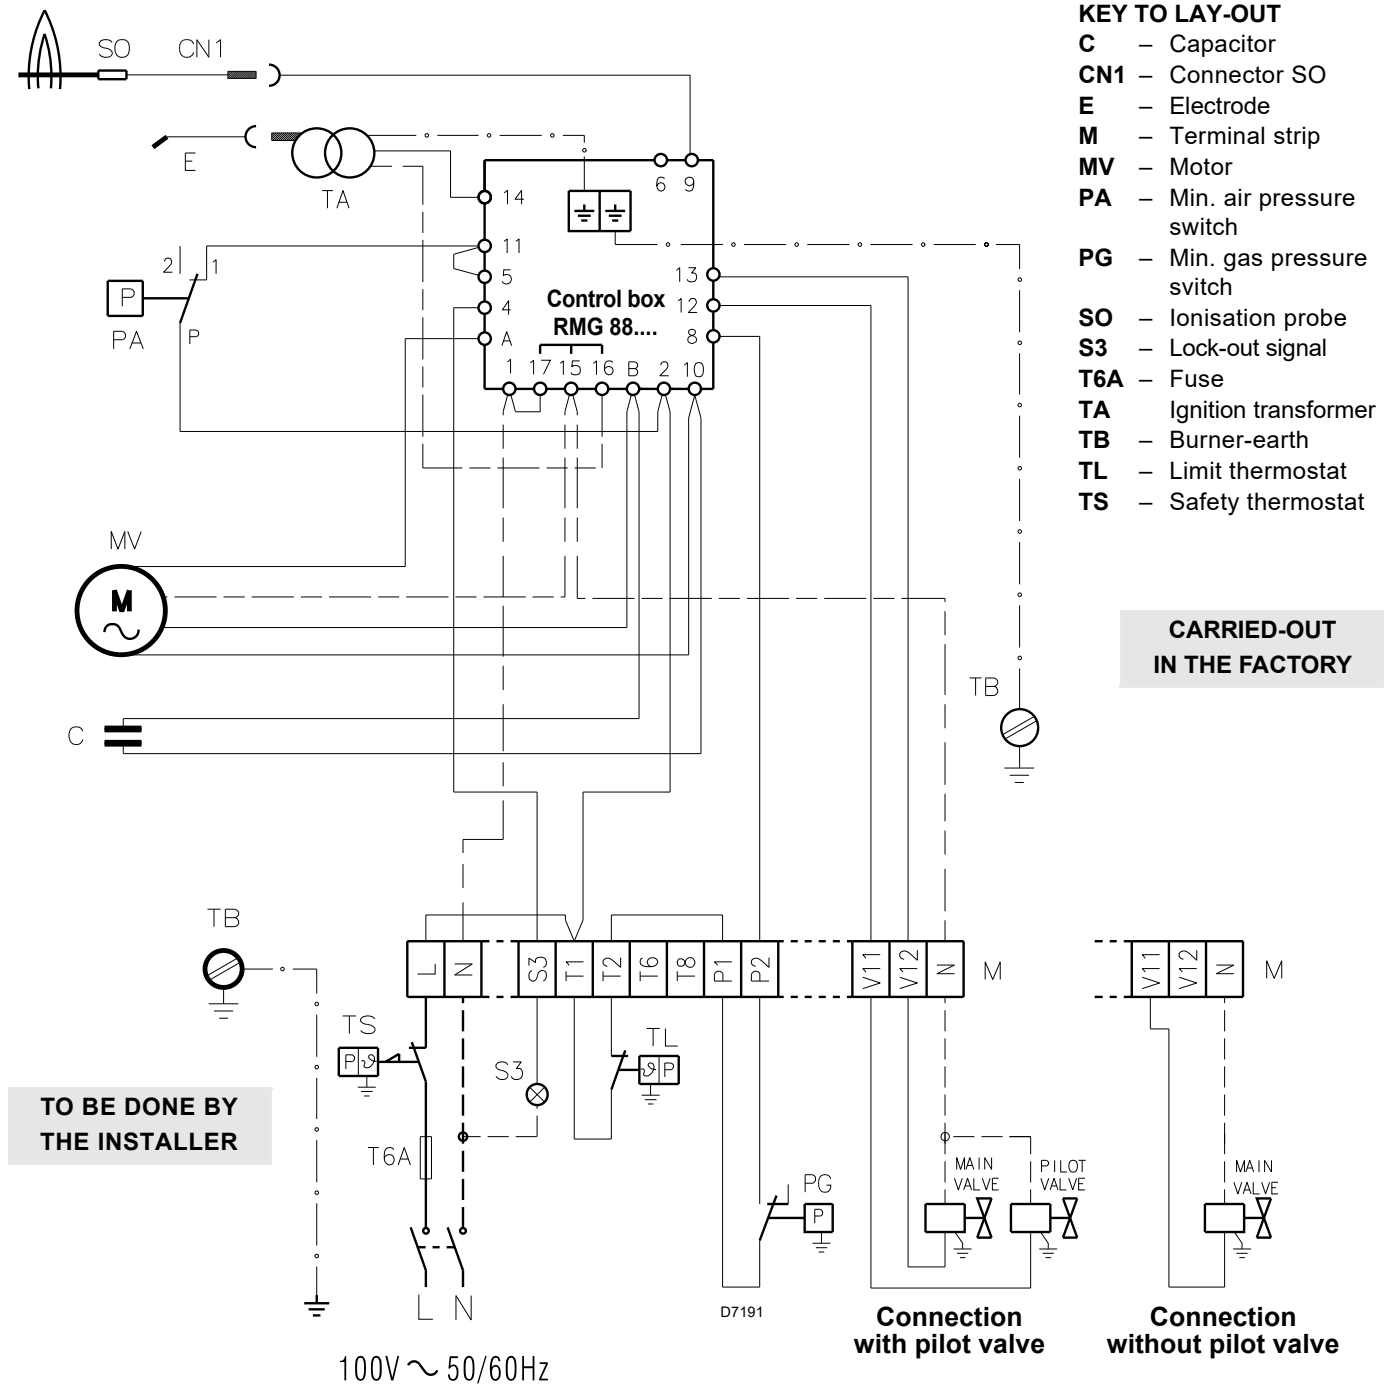 KEY TO LAY-OUT
C – Capacitor
CN1 – Connector SO
E – Electrode
M – Terminal strip
MV – Motor
PA – Min. air pressure
switch
PG – Min. gas pressure
svitch
SO – Ionisation probe
S3 – Lock-out signal
T6A – Fuse
TA Ignition transformer
TB – Burner-earth
TL – Limit thermostat
TS – Safety thermostat
SO CN1
E
TA
6 9
14
11
5
4
A
13
12
8
Control box
RMG 88....
1 17 15 16 B 2 10
2 1
P
PA P
MV
M
C
TB
CARRIED-OUT
IN THE FACTORY
TB
L N S3 T1 T2 T6 T8 P1 P2 V11 V12 N M
V11 V12 N M
TS
P ϑ
TL
ϑ P
S3
TO BE DONE BY
THE INSTALLER
T6A
PG
P
MAIN
VALVE
PILOT
VALVE
MAIN
VALVE
L N
D7191
Connection
with pilot valve
Connection
without pilot valve
100V ~ 50/60Hz